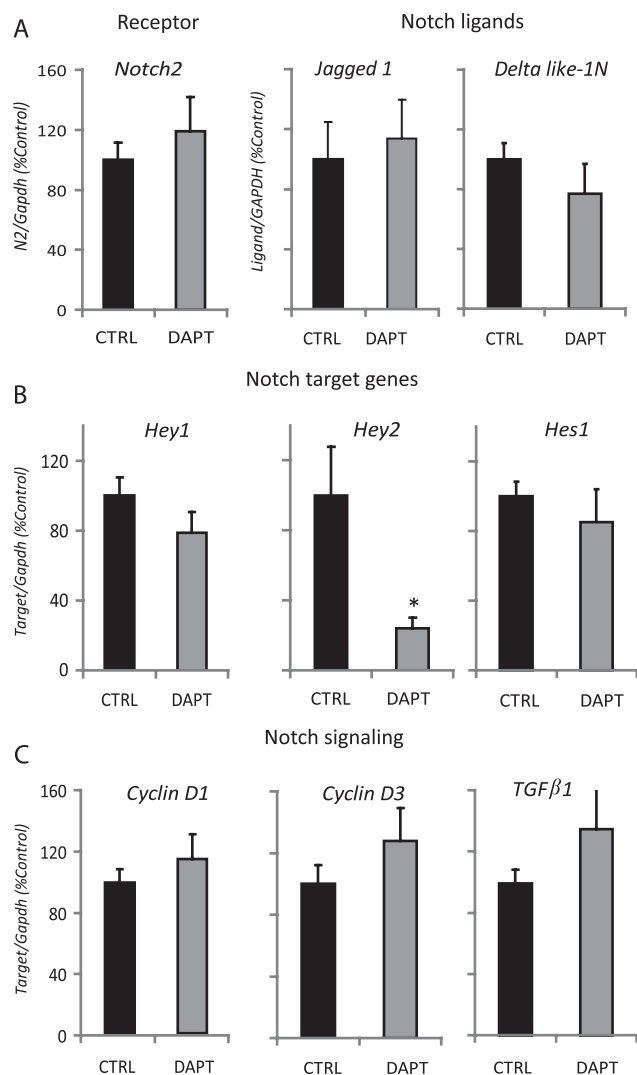 A
Receptor
Notch ligands
Notch2
Jagged 1
Delta like-1N
N2/Gapdh (%Control)
160
120
80
40
0
Ligand/GAPDH (%Control)
CTRL DAPT
CTRL DAPT
CTRL DAPT
B
Notch target genes
Hey1
Hey2
Hes1
Target/Gapdh (%Control)
120
80
40
0
*
CTRL DAPT
CTRL DAPT
CTRL DAPT
C
Notch signaling
Cyclin D1
Cyclin D3
TGFβ1
Target/Gapdh (%Control)
160
120
80
40
0
CTRL DAPT
CTRL DAPT
CTRL DAPT